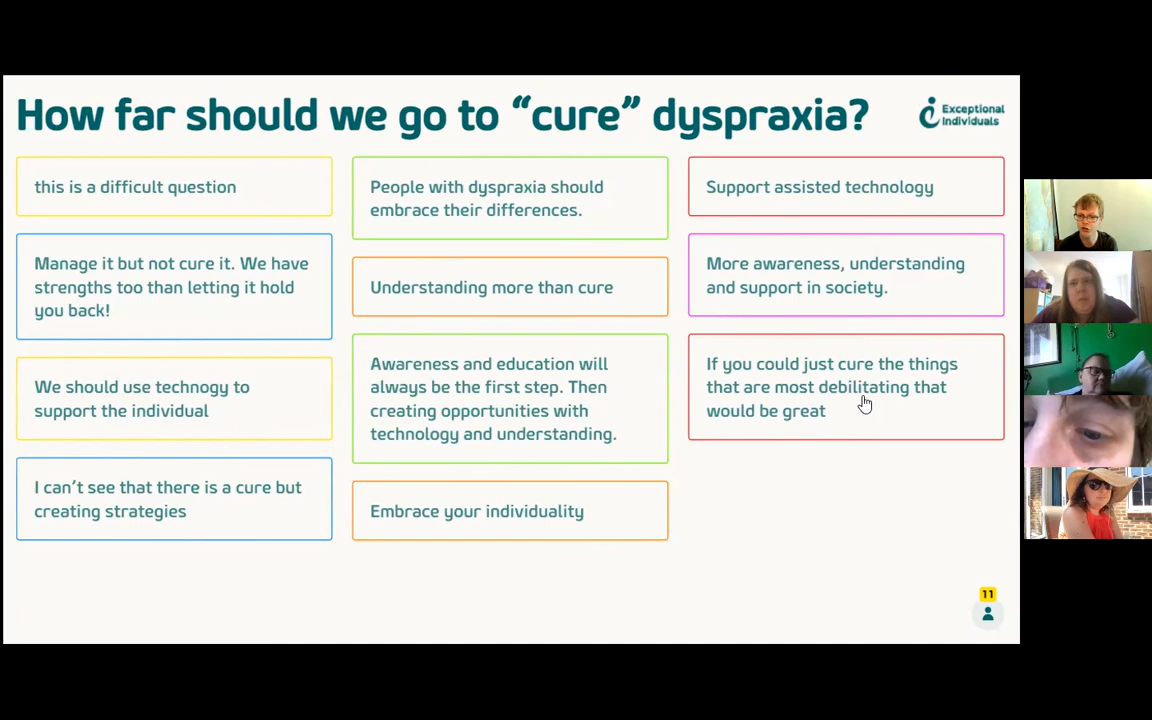 How far should we go to “cure” dyspraxia?
Exceptional
Individuals
this is a difficult question
Manage it but not cure it. We have
strengths too than letting it hold
you back!
We should use technogy to
support the individual
I can’t see that there is a cure but
creating strategies
People with dyspraxia should
embrace their differences.
Understanding more than cure
Awareness and education will
always be the first step. Then
creating opportunities with
technology and understanding.
Embrace your individuality
Support assisted technology
More awareness, understanding
and support in society.
If you could just cure the things
that are most debilitating that
would be great
11